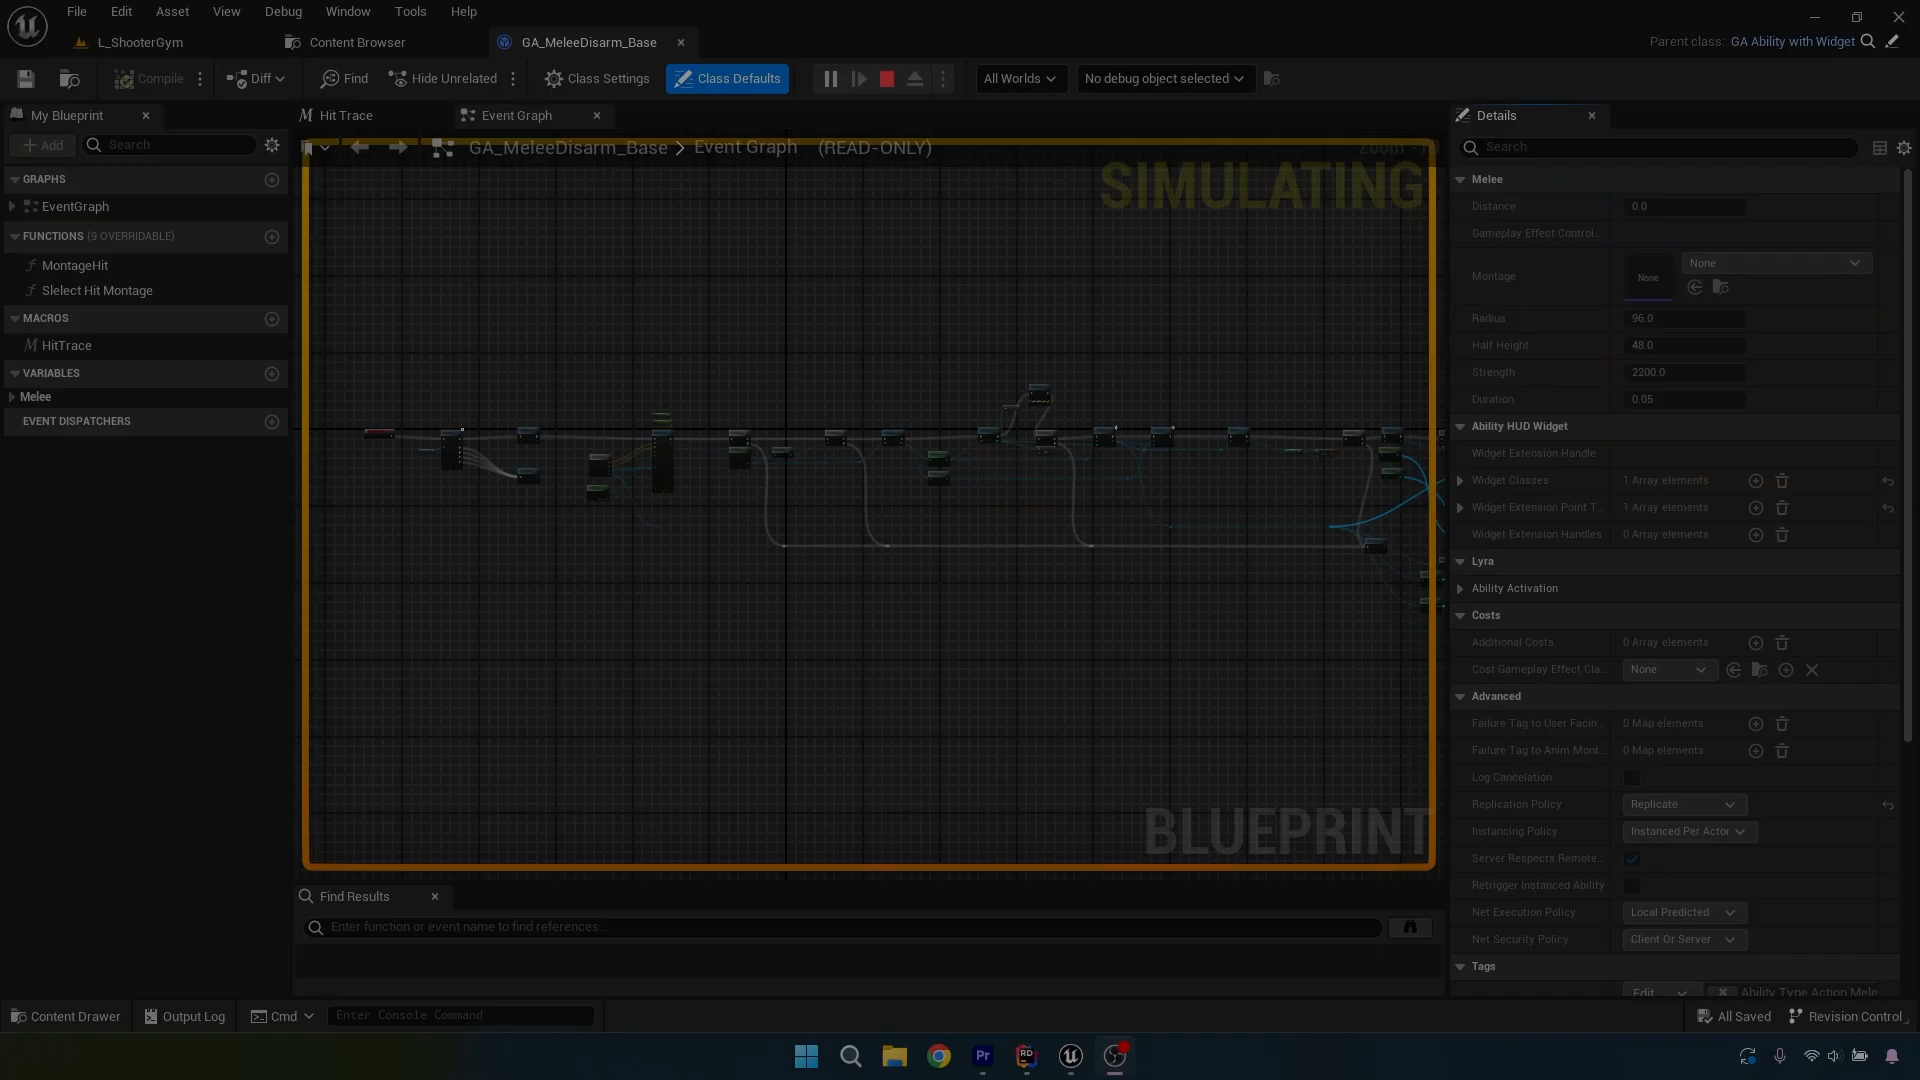 File Edit Asset View Debug Window Tools Help
L_ShooterGym Content Browser GA_MeleeDisarm_Base
Parent class: GA Ability with Widget
Compile Diff Find Hide Unrelated Class Settings Class Defaults All Worlds No debug object selected
My Blueprint
Hit Trace Event Graph
Details
Add Search
Search
GA_MeleeDisarm_Base > Event Graph (READ-ONLY)
SIMULATING
BLUEPRINT
GRAPHS
EventGraph
FUNCTIONS (9 OVERRIDABLE)
MontageHit
Slelect Hit Montage
MACROS
HitTrace
VARIABLES
Melee
EVENT DISPATCHERS
Find Results
Enter function or event name to find references...
Melee
Distance 0.0
Gameplay Effect Control...
Montage None None
Radius 96.0
Half Height 48.0
Strength 2200.0
Duration 0.05
Ability HUD Widget
Widget Extension Handle
Widget Classes 1 Array elements
Widget Extension Point T... 1 Array elements
Widget Extension Handles 0 Array elements
Lyra
Ability Activation
Costs
Additional Costs 0 Array elements
Cost Gameplay Effect Cla... None
Advanced
Failure Tag to User Facin... 0 Map elements
Failure Tag to Anim Mont... 0 Map elements
Log Cancelation
Replication Policy Replicate
Instancing Policy Instanced Per Actor
Server Respects Remote...
Retrigger Instanced Ability
Net Execution Policy Local Predicted
Net Security Policy Client Or Server
Tags
Edit Ability Type Action Mele
Content Drawer Output Log Cmd Enter Console Command
All Saved Revision Control
Pr
RD